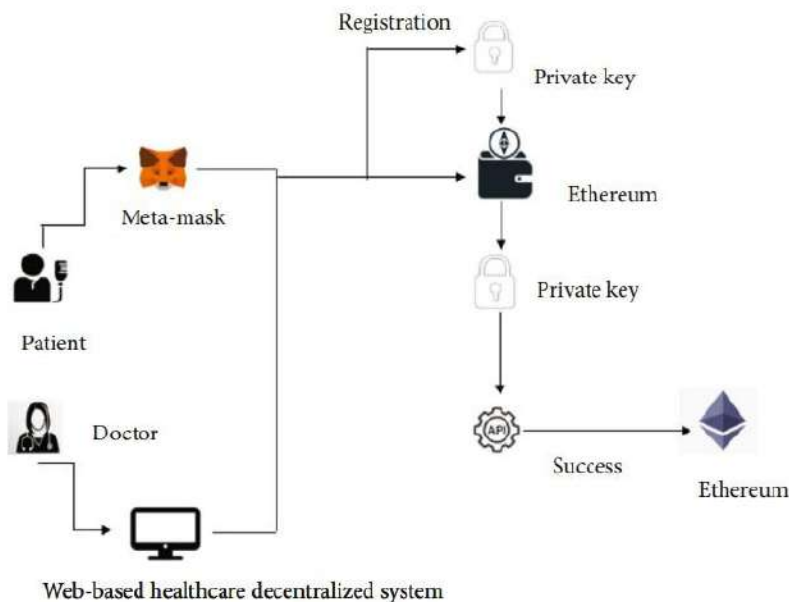 Registration
Private key
Meta-mask
Ethereum
Private key
Patient
Doctor
API
Success
Ethereum
Web-based healthcare decentralized system